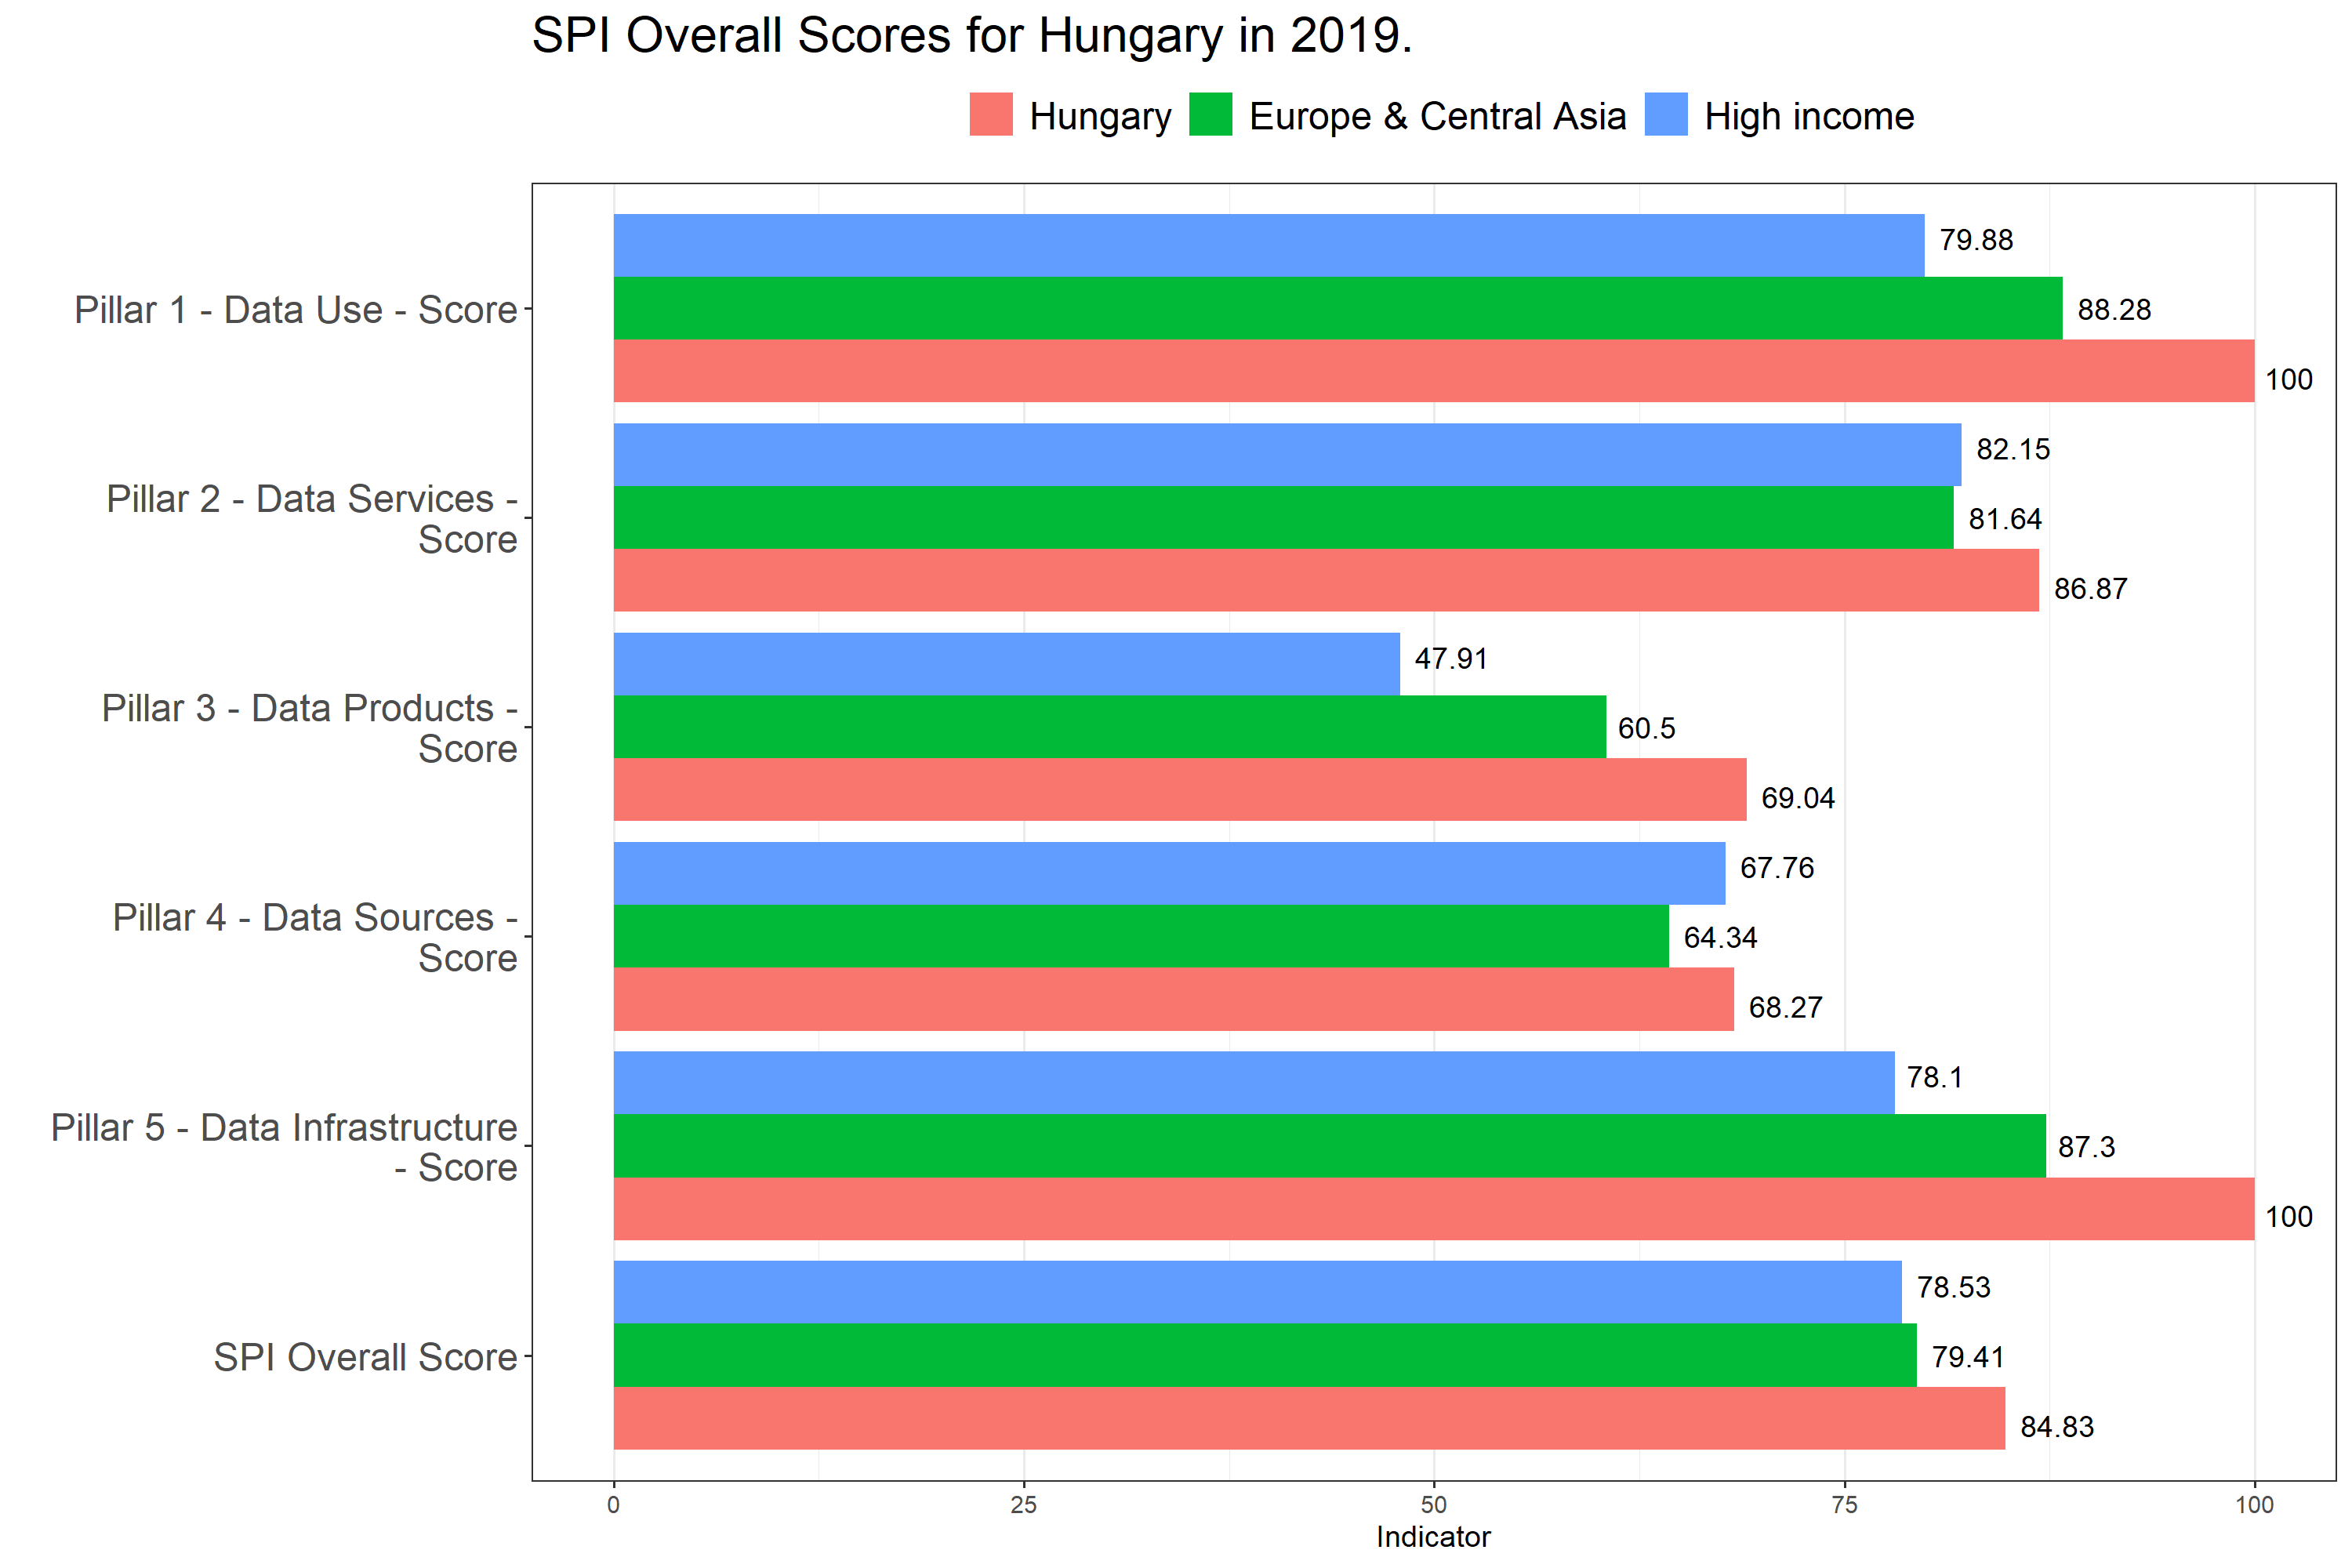 SPI Overall Scores for Hungary in 2019.
Hungary Europe & Central Asia High income
Pillar 1 - Data Use - Score
79.88
88.28
100
Pillar 2 - Data Services -
Score
82.15
81.64
86.87
Pillar 3 - Data Products -
Score
47.91
60.5
69.04
Pillar 4 - Data Sources -
Score
67.76
64.34
68.27
Pillar 5 - Data Infrastructure
- Score
78.1
87.3
100
SPI Overall Score
78.53
79.41
84.83
0 25 50 75 100
Indicator